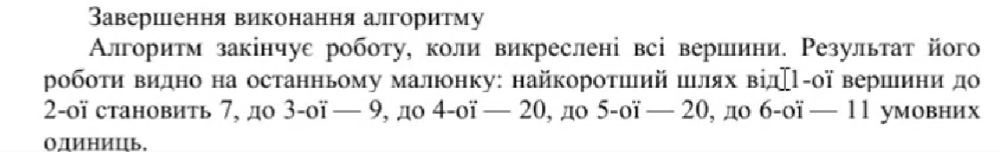 Завершення виконання алгоритму
Алгоритм закінчує роботу, коли викреслені всі вершини. Результат його
роботи видно на останньому малюнку: найкоротший шлях від 1-ої вершини до
2-ої становить 7, до 3-ої — 9, до 4-ої — 20, до 5-ої — 20, до 6-ої — 11 умовних
одиниць.